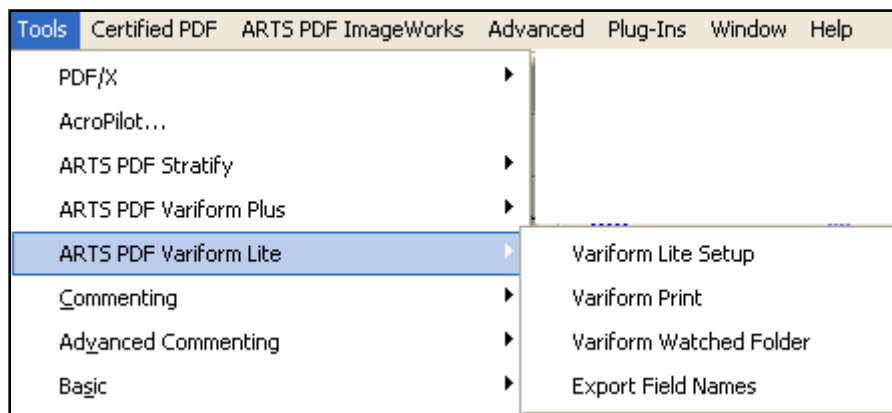 Tools Certified PDF ARTS PDF ImageWorks Advanced Plug-Ins Window Help
PDF/X
AcroPilot...
ARTS PDF Stratify
ARTS PDF Variform Plus
ARTS PDF Variform Lite
Commenting
Advanced Commenting
Basic
Variform Lite Setup
Variform Print
Variform Watched Folder
Export Field Names